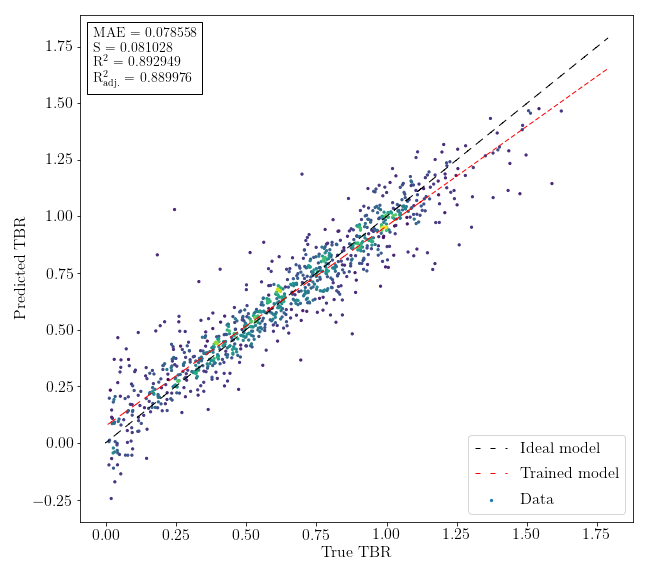 MAE = 0.078558
S = 0.081028
R² = 0.892949
R²adj. = 0.889976
1.75
1.50
1.25
1.00
0.75
0.50
0.25
0.00
−0.25
Predicted TBR
Ideal model
Trained model
Data
0.00 0.25 0.50 0.75 1.00 1.25 1.50 1.75
True TBR